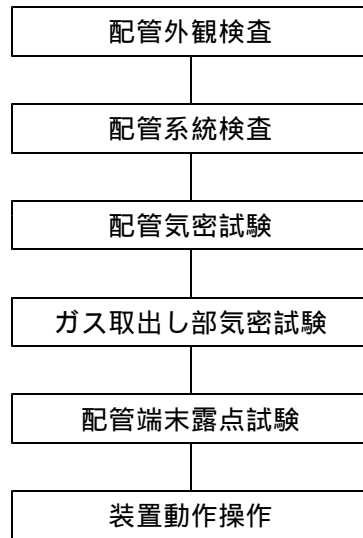 配管外観検査
配管系統検査
配管気密試験
ガス取出し部気密試験
配管端末露点試験
装置動作操作